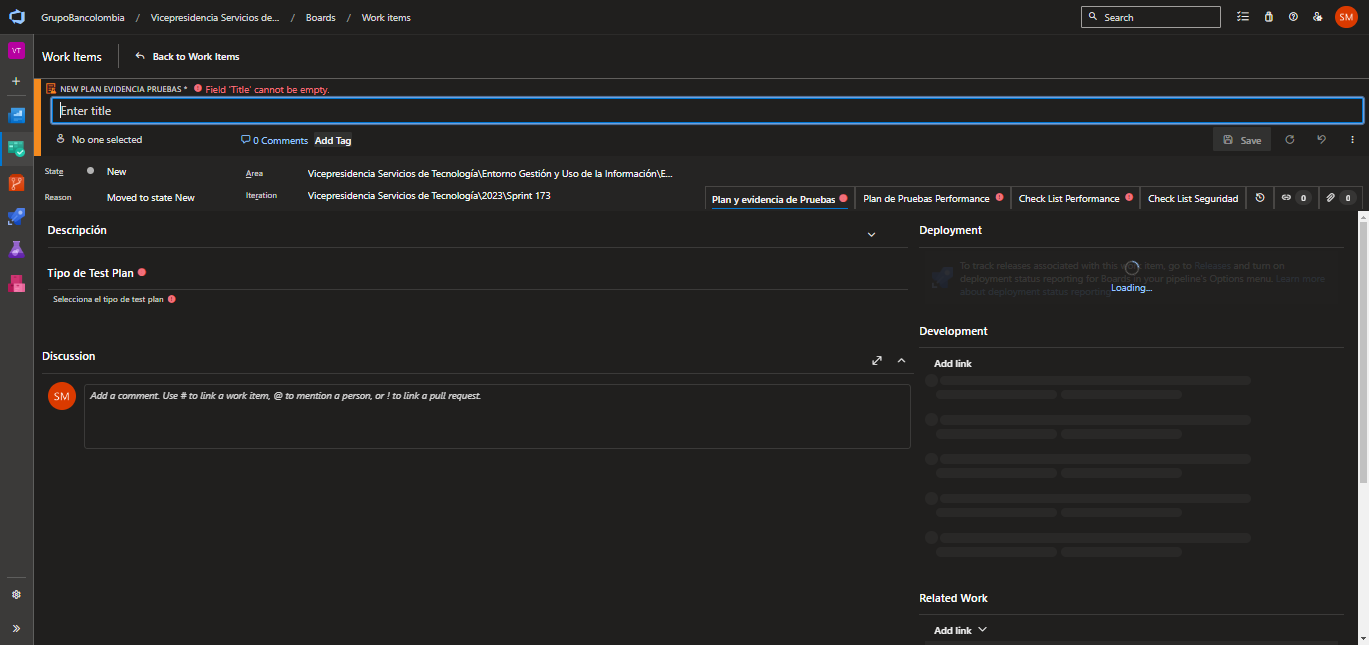 GrupoBancolombia / Vicepresidencia Servicios de... / Boards / Work items
Search
SM
VT
Work Items
Back to Work Items
NEW PLAN EVIDENCIA PRUEBAS * Field 'Title' cannot be empty.
Enter title
No one selected
0 Comments
Add Tag
Save
State
New
Area
Vicepresidencia Servicios de Tecnología\Entorno Gestión y Uso de la Información\E...
Reason
Moved to state New
Iteration
Vicepresidencia Servicios de Tecnología\2023\Sprint 173
Plan y evidencia de Pruebas
Plan de Pruebas Performance
Check List Performance
Check List Seguridad
0
0
Descripción
Tipo de Test Plan
Selecciona el tipo de test plan
Discussion
SM
Add a comment. Use # to link a work item, @ to mention a person, or ! to link a pull request.
Deployment
To track releases associated with this work item, go to Releases and turn on
deployment status reporting for Boards in your pipeline's Options menu. Learn more
about deployment status reporting
Loading...
Development
Add link
Related Work
Add link